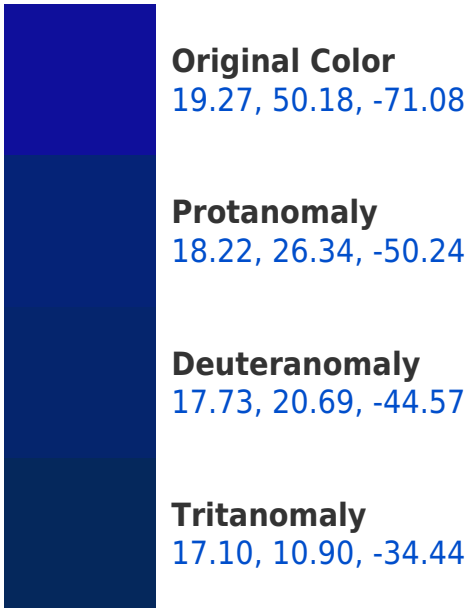 Original Color
19.27, 50.18, -71.08
Protanomaly
18.22, 26.34, -50.24
Deuteranomaly
17.73, 20.69, -44.57
Tritanomaly
17.10, 10.90, -34.44